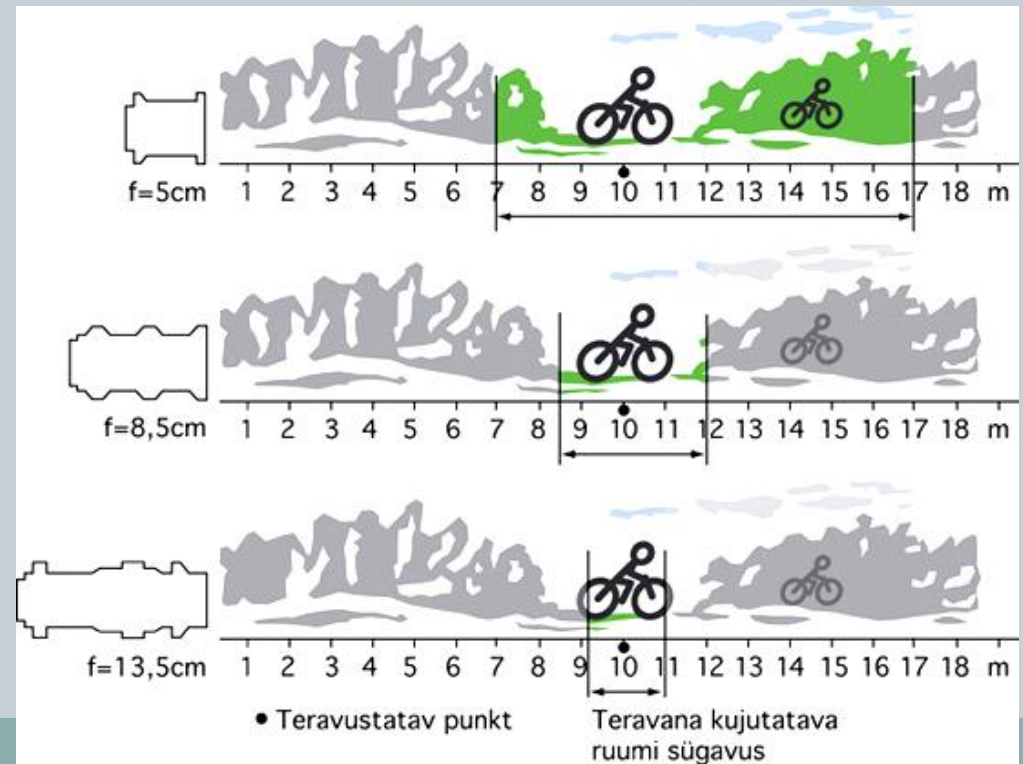 f=5cm 1 2 3 4 5 6 7 8 9 10 11 12 13 14 15 16 17 18 m
f=8,5cm 1 2 3 4 5 6 7 8 9 10 11 12 13 14 15 16 17 18 m
f=13,5cm 1 2 3 4 5 6 7 8 9 10 11 12 13 14 15 16 17 18 m
• Teravustatav punkt
Teravana kujutatava
ruumi sügavus